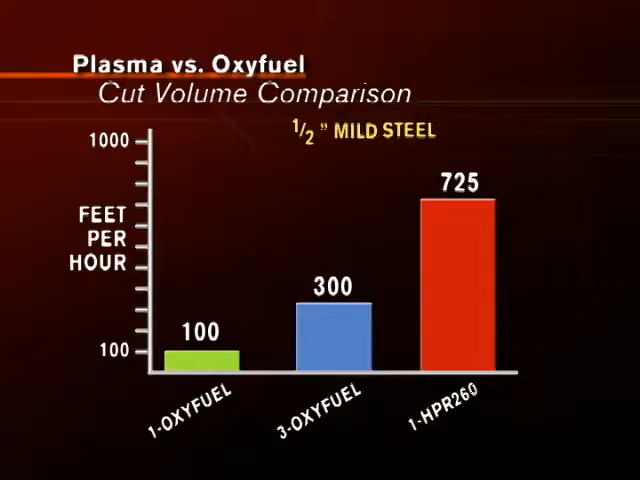 Plasma vs. Oxyfuel
Cut Volume Comparison
1/2 " MILD STEEL
1000
FEET
PER
HOUR
100
100
300
725
1-OXYFUEL
3-OXYFUEL
1-HPR260